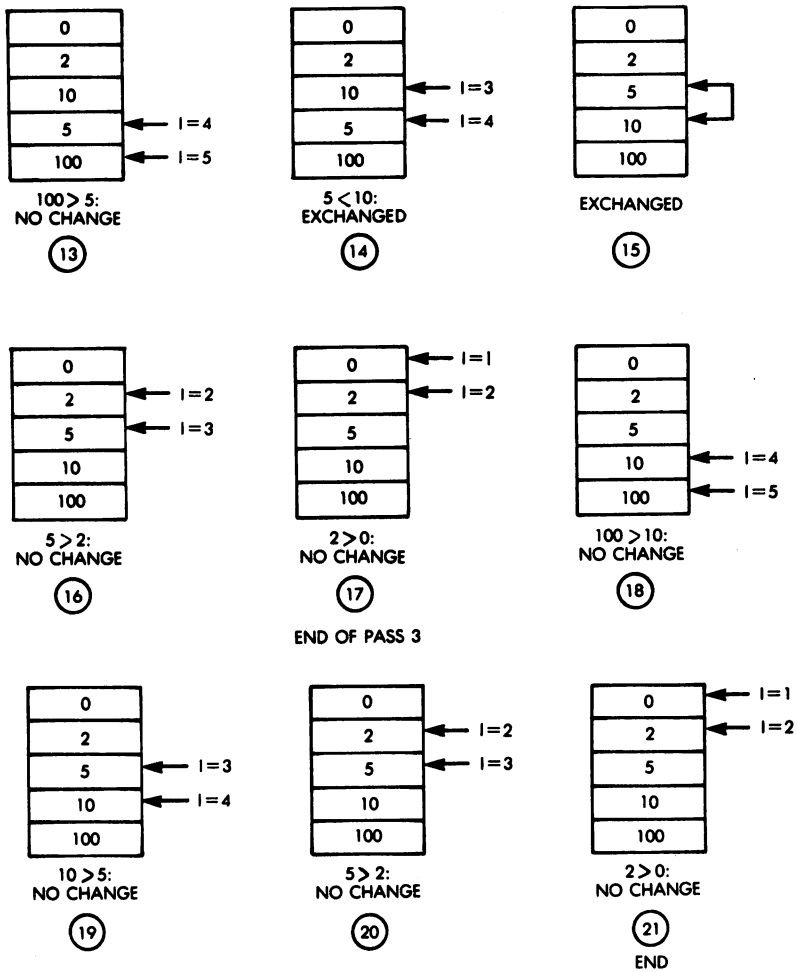 0
2
10
5
100
I=4
I=5
100 > 5:
NO CHANGE
13
0
2
10
5
100
I=3
I=4
5 < 10:
EXCHANGED
14
0
2
5
10
100
EXCHANGED
15
0
2
5
10
100
I=2
I=3
5 > 2:
NO CHANGE
16
0
2
5
10
100
I=1
I=2
2 > 0:
NO CHANGE
17
END OF PASS 3
0
2
5
10
100
I=4
I=5
100 > 10:
NO CHANGE
18
0
2
5
10
100
I=3
I=4
10 > 5:
NO CHANGE
19
0
2
5
10
100
I=2
I=3
5 > 2:
NO CHANGE
20
0
2
5
10
100
I=1
I=2
2 > 0:
NO CHANGE
21
END